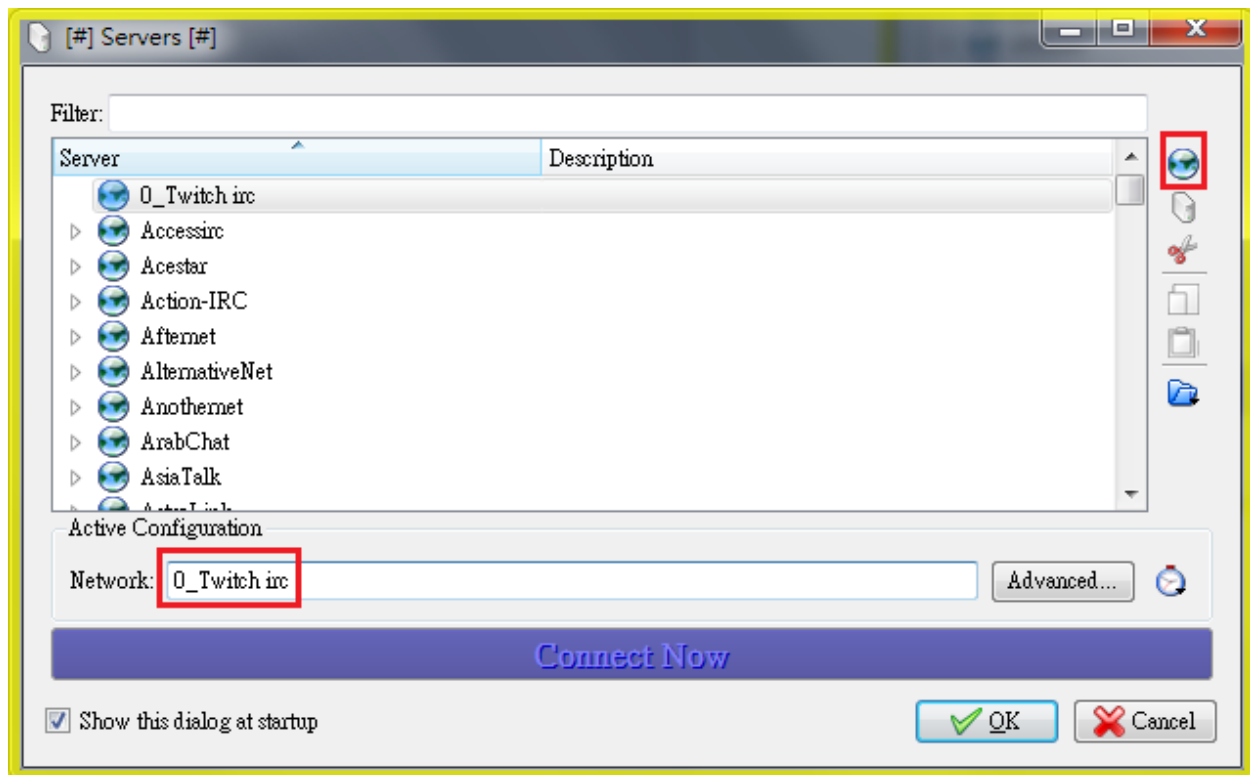 [#] Servers [#]
Filter:
Server Description
0_Twitch irc
Accessirc
Acestar
Action-IRC
Afternet
AlternativeNet
Anothernet
ArabChat
AsiaTalk
Active Configuration
Network: 0_Twitch irc Advanced...
Connect Now
Show this dialog at startup OK Cancel